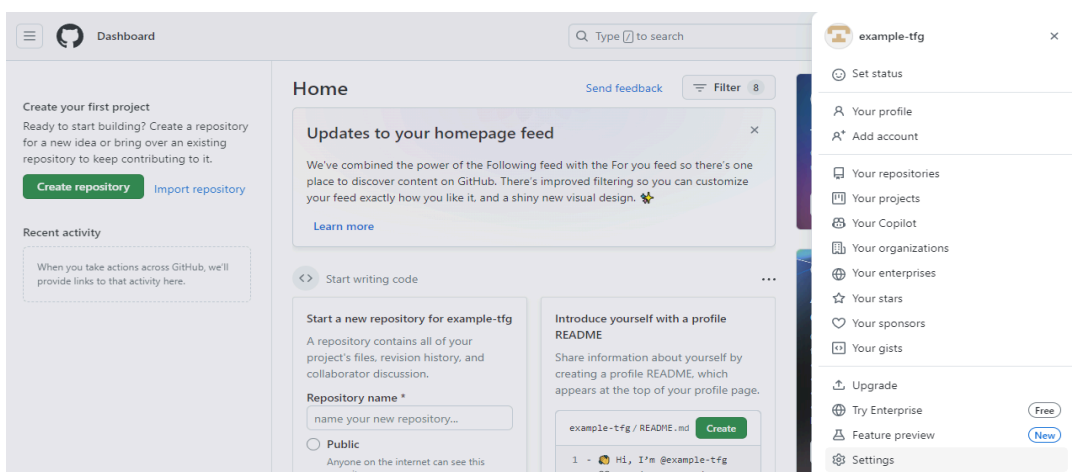 Dashboard
Type / to search
Create your first project
Ready to start building? Create a repository
for a new idea or bring over an existing
repository to keep contributing to it.
Create repository
Import repository
Recent activity
When you take actions across GitHub, we'll
provide links to that activity here.
Home
Send feedback
Filter 8
Updates to your homepage feed
We've combined the power of the Following feed with the For you feed so there's one
place to discover content on GitHub. There's improved filtering so you can customize
your feed exactly how you like it, and a shiny new visual design. ✨
Learn more
Start writing code
Start a new repository for example-tfg
A repository contains all of your
project's files, revision history, and
collaborator discussion.
Repository name *
name your new repository...
Public
Anyone on the internet can see this
Introduce yourself with a profile
README
Share information about yourself by
creating a profile README, which
appears at the top of your profile page.
example-tfg / README.md
Create
1 - 👋 Hi, I'm @example-tfg
example-tfg
Set status
Your profile
Add account
Your repositories
Your projects
Your Copilot
Your organizations
Your enterprises
Your stars
Your sponsors
Your gists
Upgrade
Try Enterprise Free
Feature preview New
Settings